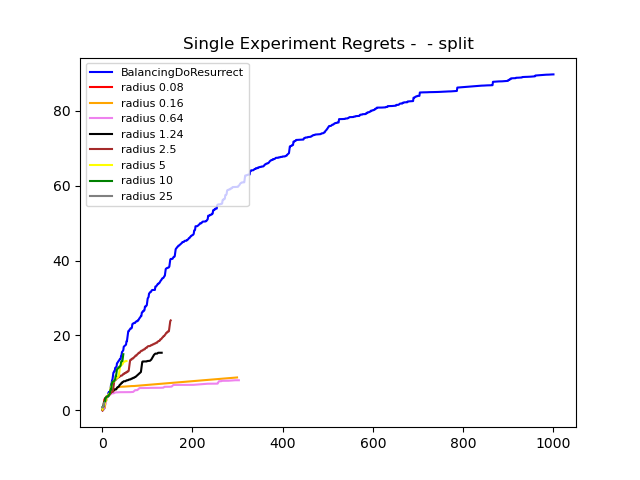 Single Experiment Regrets -  - split
BalancingDoResurrect
radius 0.08
radius 0.16
radius 0.64
radius 1.24
radius 2.5
radius 5
radius 10
radius 25
80
60
40
20
0
0 200 400 600 800 1000